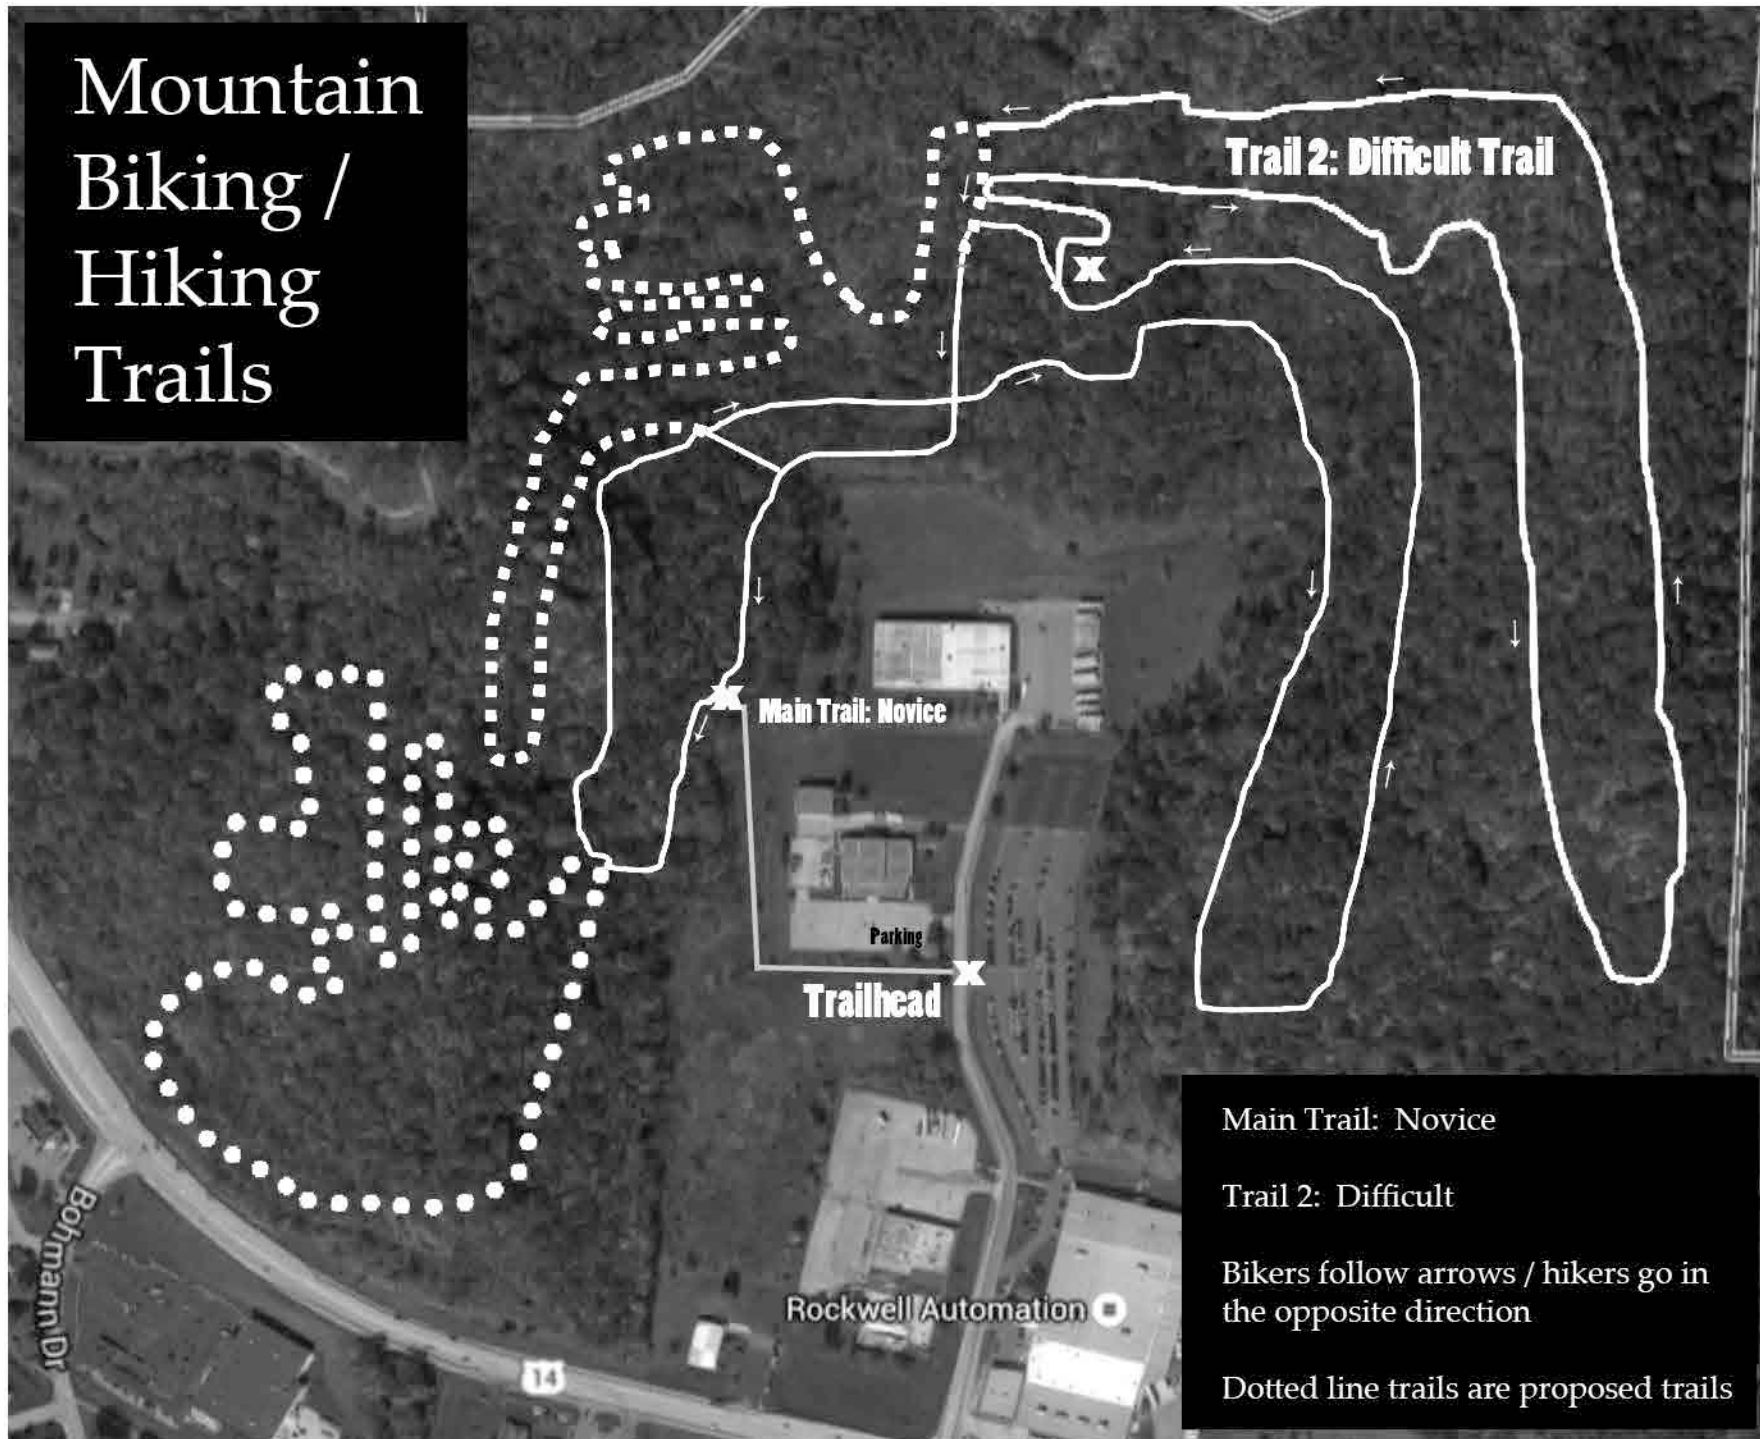 Mountain
Biking /
Hiking
Trails
Trail 2: Difficult Trail
X
X
Main Trail: Novice
Parking
X
Trailhead
Main Trail:  Novice
Trail 2:  Difficult
Bikers follow arrows / hikers go in
the opposite direction
Dotted line trails are proposed trails
Bohmann Dr
Rockwell Automation
14